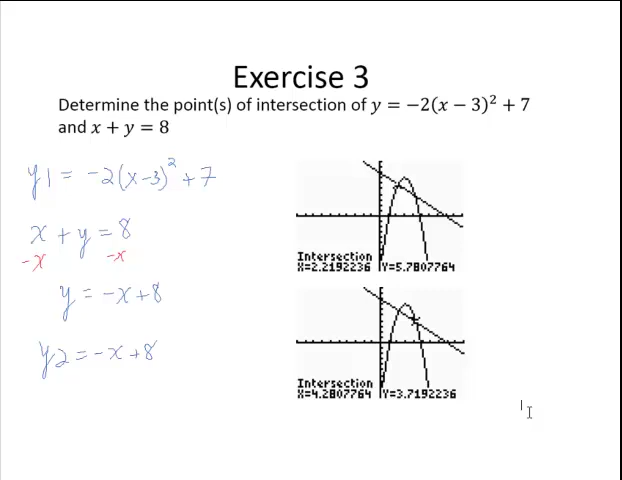 Exercise 3
Determine the point(s) of intersection of y = −2(x − 3)² + 7
and x + y = 8
y1 = -2(x-3)² + 7
x + y = 8
-x -x
y = -x+8
y2 = -x+8
Intersection
X=2.2192236 Y=5.7807764
Intersection
X=4.2807764 Y=3.7192236